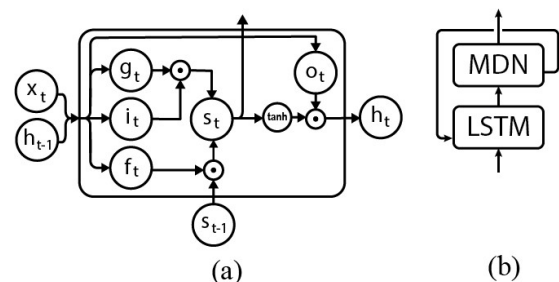 x_t
h_{t-1}
g_t
i_t
f_t
s_t
s_{t-1}
o_t
tanh
h_t
(a)
MDN
LSTM
(b)